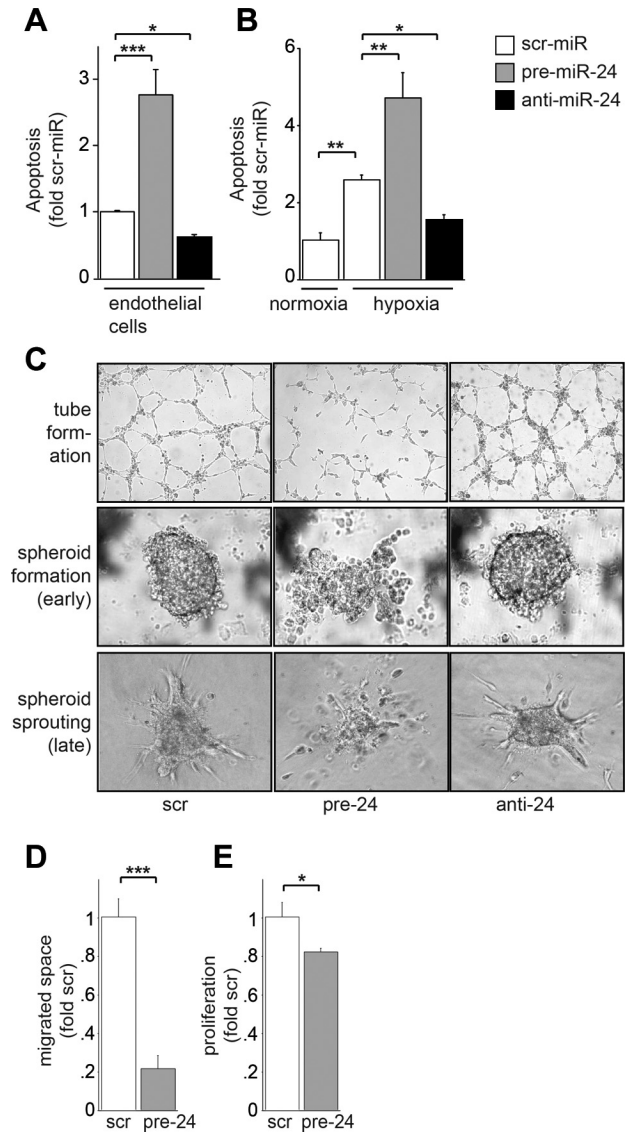 A
B
*
***
*
**
**
scr-miR
pre-miR-24
anti-miR-24
Apoptosis
(fold scr-miR)
3
2
1
0
endothelial
cells
Apoptosis
(fold scr-miR)
6
4
2
0
normoxia
hypoxia
C
tube
form-
ation
spheroid
formation
(early)
spheroid
sprouting
(late)
scr
pre-24
anti-24
D
***
migrated space
(fold scr)
1
.8
.6
.4
.2
0
scr
pre-24
E
*
proliferation
(fold scr)
1
.8
.6
.4
.2
0
scr
pre-24